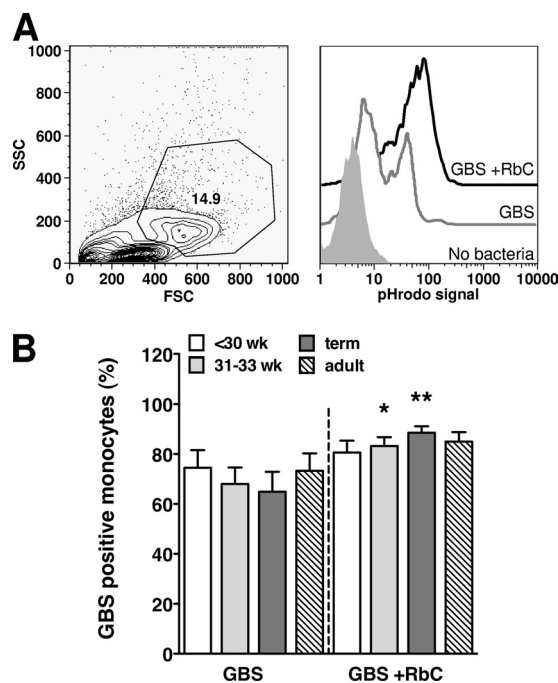 A
1000
800
600
400
200
0
SSC
14.9
0 200 400 600 800 1000
FSC
GBS +RbC
GBS
No bacteria
1 10 100 1000 10000
pHrodo signal
B
<30 wk
term
31-33 wk
adult
120
100
80
60
40
20
0
GBS positive monocytes (%)
* **
GBS
GBS +RbC